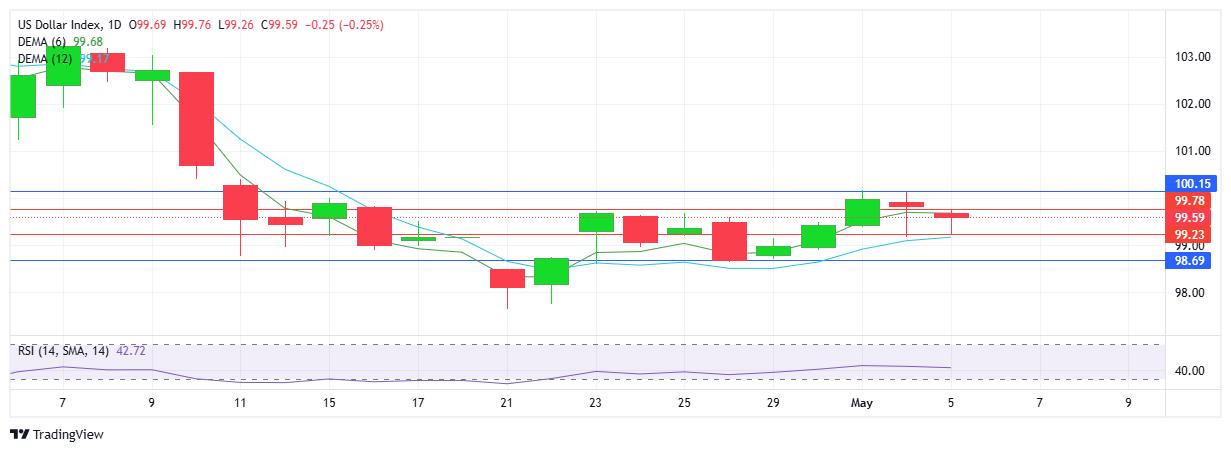 US Dollar Index, 1D O99.69 H99.76 L99.26 C99.59 −0.25 (−0.25%)
DEMA (6) 99.68
DEMA (12) 99.17
103.00
102.00
101.00
100.15
99.78
99.59
99.23
99.00
98.69
98.00
RSI (14, SMA, 14) 42.72
40.00
7 9 11 15 17 21 23 25 29 May 5 7 9
TradingView